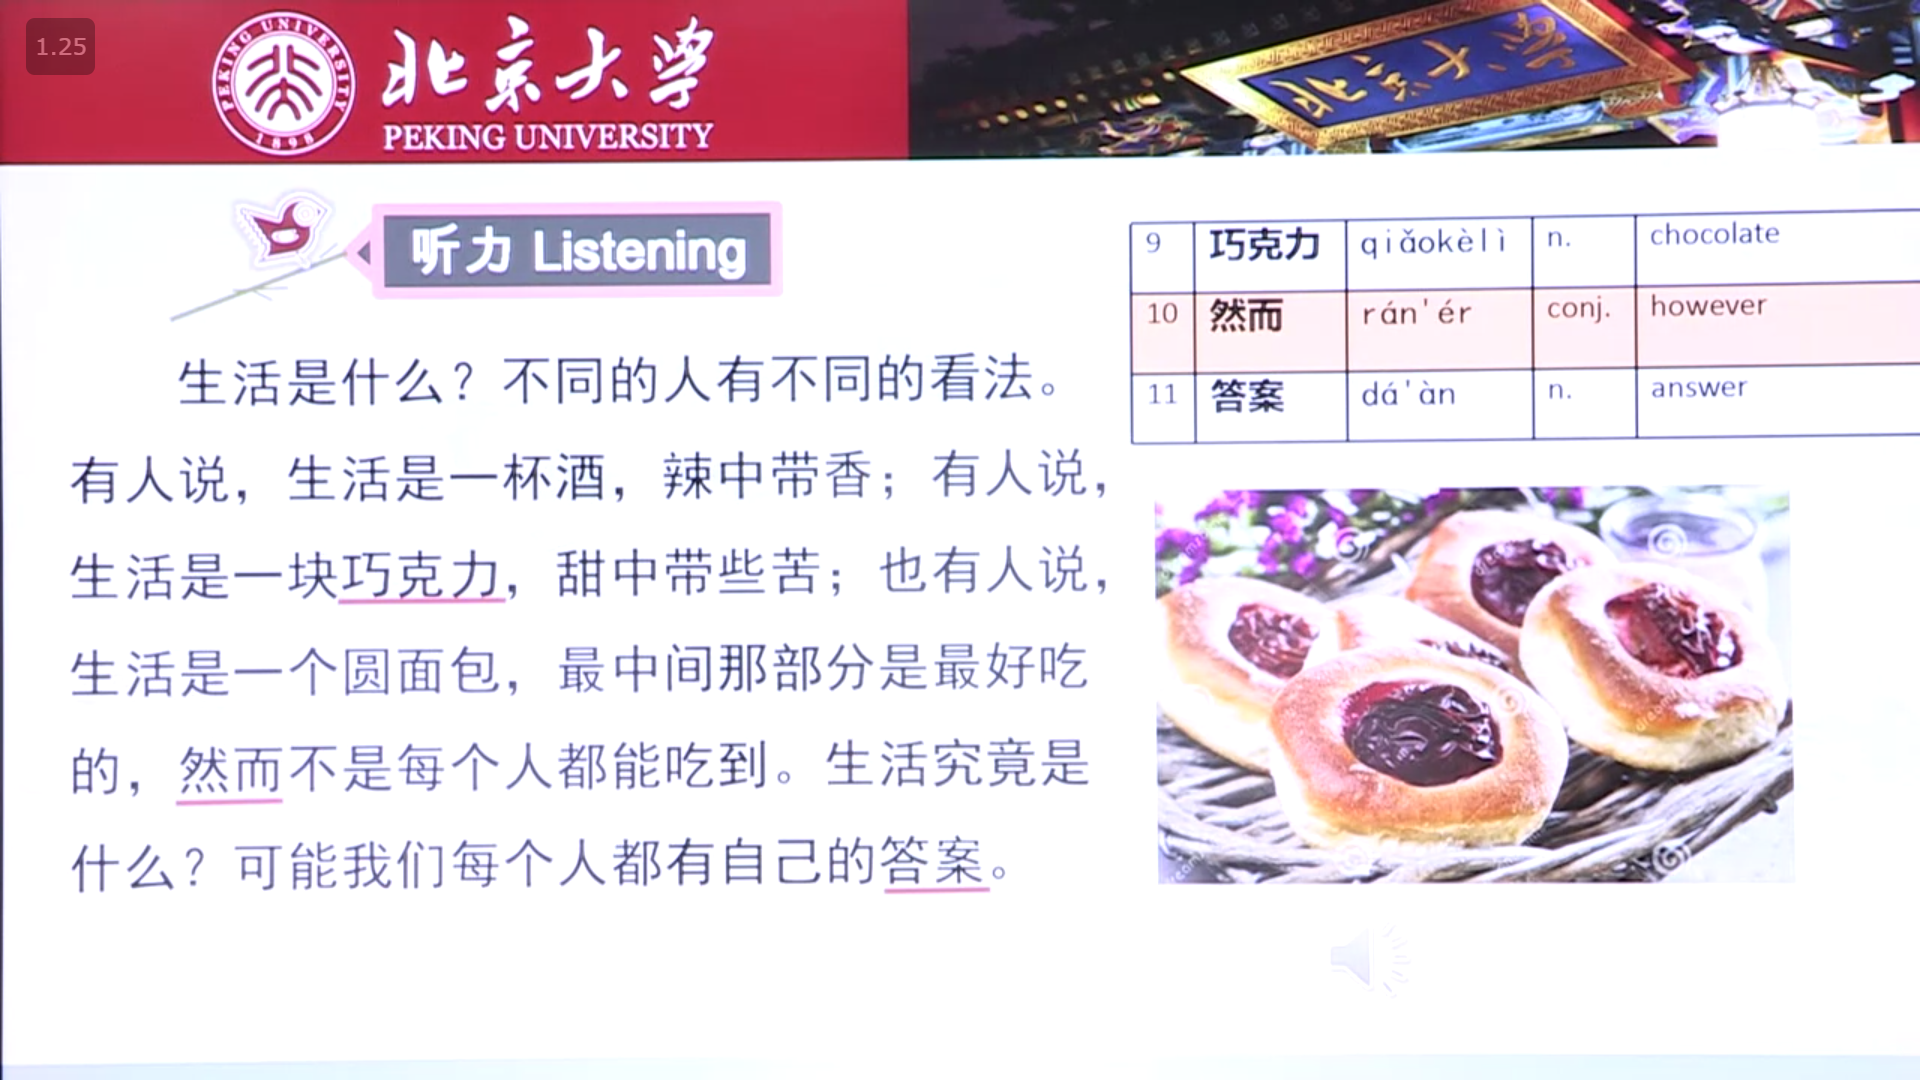 1.25
PEKING UNIVERSITY
1898
北京大学
PEKING UNIVERSITY
北京大学
听力 Listening
生活是什么？不同的人有不同的看法。
有人说，生活是一杯酒，辣中带香；有人说，
生活是一块巧克力，甜中带些苦；也有人说，
生活是一个圆面包，最中间那部分是最好吃
的，然而不是每个人都能吃到。生活究竟是
什么？可能我们每个人都有自己的答案。
9 巧克力 qiǎokèlì n. chocolate
10 然而 rán'ér conj. however
11 答案 dá'àn n. answer